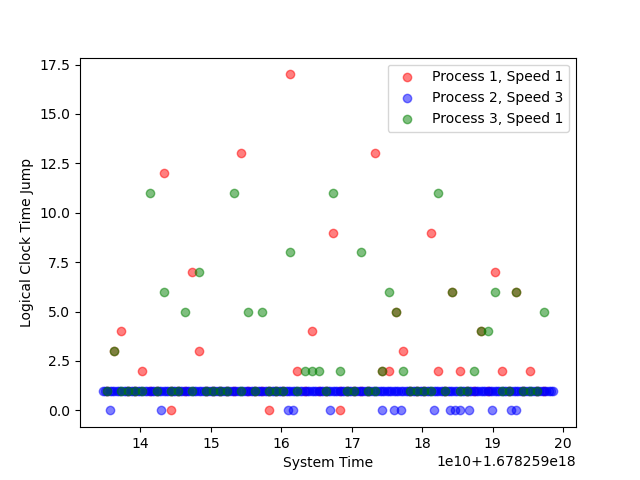 17.5
15.0
12.5
10.0
7.5
5.0
2.5
0.0
Logical Clock Time Jump
Process 1, Speed 1
Process 2, Speed 3
Process 3, Speed 1
14 15 16 17 18 19 20
System Time
1e10+1.678259e18